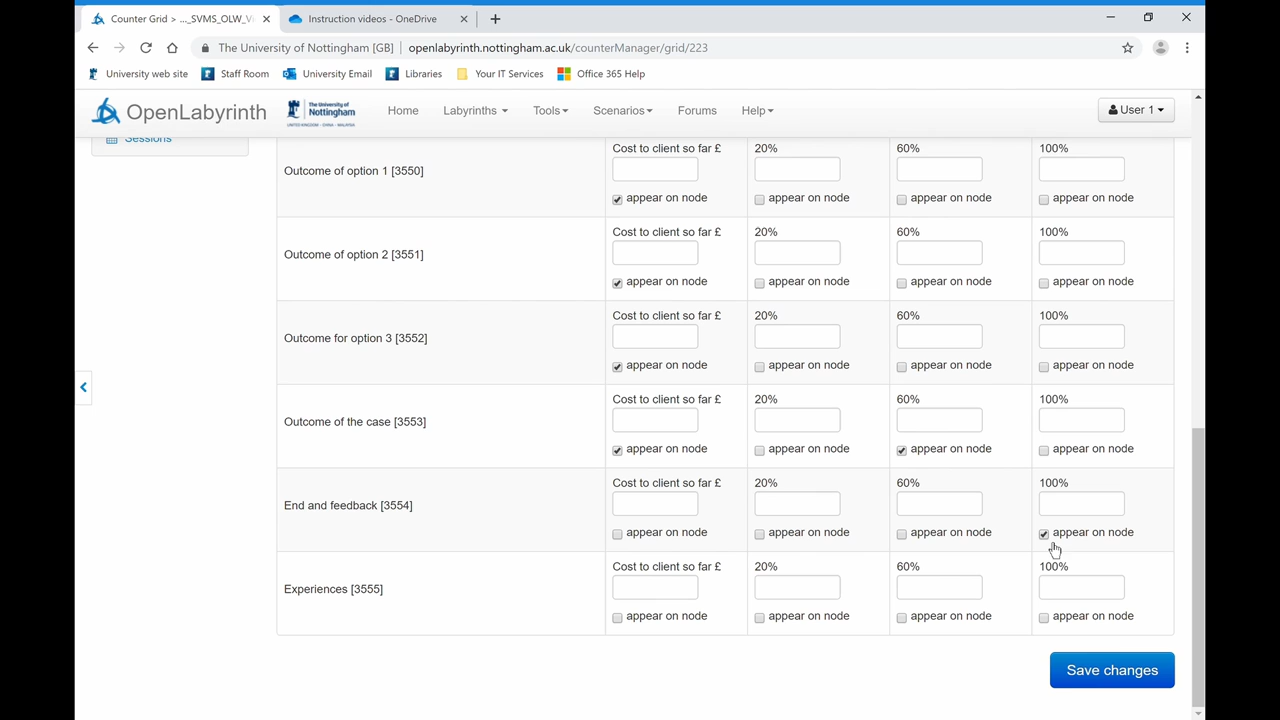 Counter Grid > ..._SVMS_OLW_V
Instruction videos - OneDrive
The University of Nottingham [GB] | openlabyrinth.nottingham.ac.uk/counterManager/grid/223
University web site Staff Room University Email Libraries Your IT Services Office 365 Help
OpenLabyrinth
The University of
Nottingham
UNITED KINGDOM · CHINA · MALAYSIA
Home Labyrinths Tools Scenarios Forums Help User 1
Sessions
Cost to client so far £ 20% 60% 100%
Outcome of option 1 [3550]
appear on node appear on node appear on node appear on node
Cost to client so far £ 20% 60% 100%
Outcome of option 2 [3551]
appear on node appear on node appear on node appear on node
Cost to client so far £ 20% 60% 100%
Outcome for option 3 [3552]
appear on node appear on node appear on node appear on node
Cost to client so far £ 20% 60% 100%
Outcome of the case [3553]
appear on node appear on node appear on node appear on node
Cost to client so far £ 20% 60% 100%
End and feedback [3554]
appear on node appear on node appear on node appear on node
Cost to client so far £ 20% 60% 100%
Experiences [3555]
appear on node appear on node appear on node appear on node
Save changes